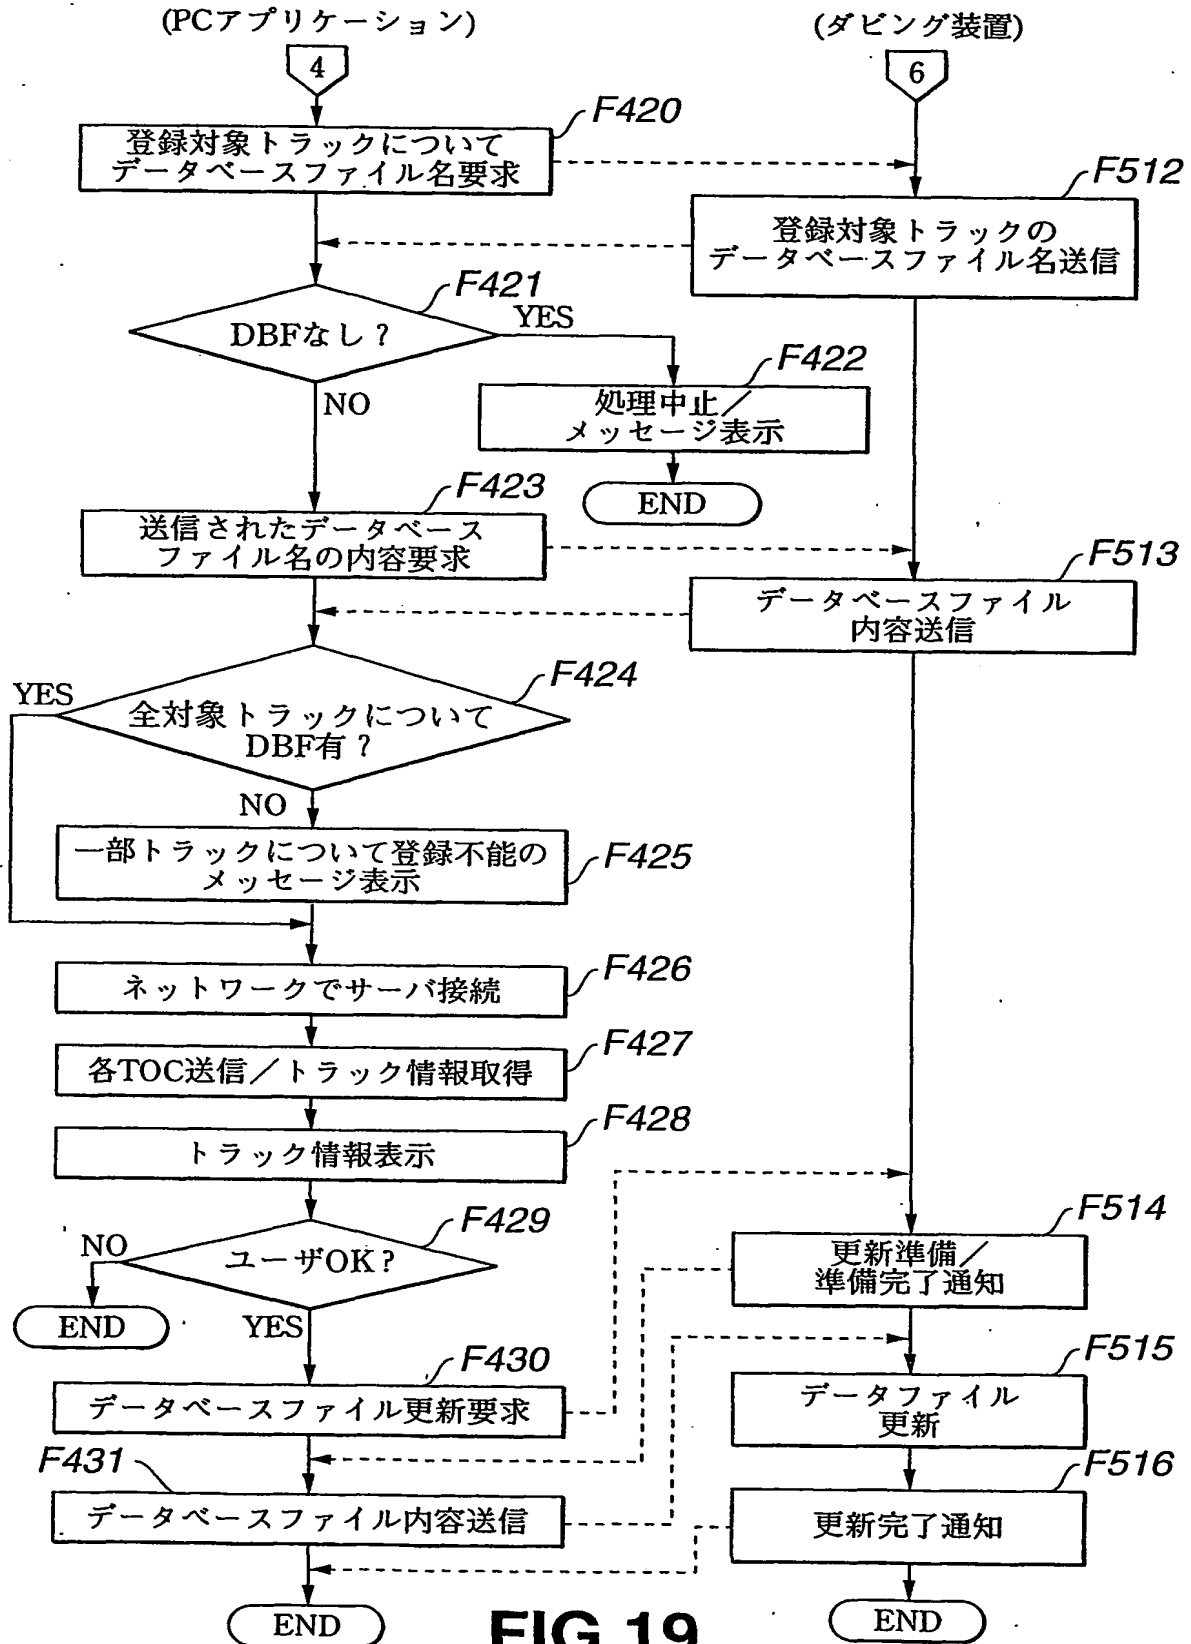 (PCアプリケーション)
(ダビング装置)
4
6
F420
登録対象トラックについて
データベースファイル名要求
F512
登録対象トラックの
データベースファイル名送信
F421
DBFなし?
YES
NO
F422
処理中止/
メッセージ表示
END
F423
送信されたデータベース
ファイル名の内容要求
F513
データベースファイル
内容送信
F424
YES
全対象トラックについて
DBF有?
NO
F425
一部トラックについて登録不能の
メッセージ表示
F426
ネットワークでサーバ接続
F427
各TOC送信/トラック情報取得
F428
トラック情報表示
F429
ユーザOK?
NO
END
YES
F514
更新準備/
準備完了通知
F430
データベースファイル更新要求
F515
データファイル
更新
F431
データベースファイル内容送信
F516
更新完了通知
END
END
FIG.19